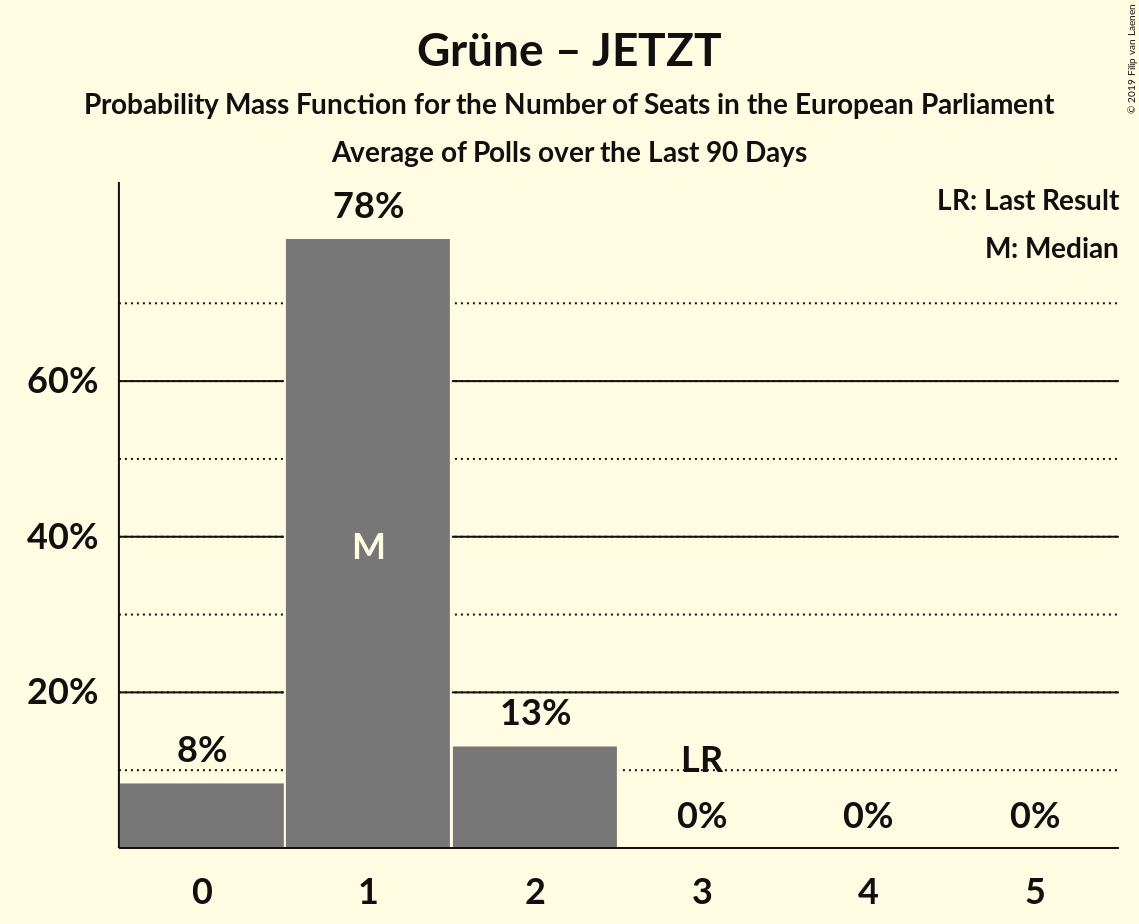 Grüne – JETZT
Probability Mass Function for the Number of Seats in the European Parliament
Average of Polls over the Last 90 Days
© 2019 Filip van Laenen
LR: Last Result
M: Median
78%
60%
40%
M
20%
13%
8%
LR
0%
0%
0%
0
1
2
3
4
5